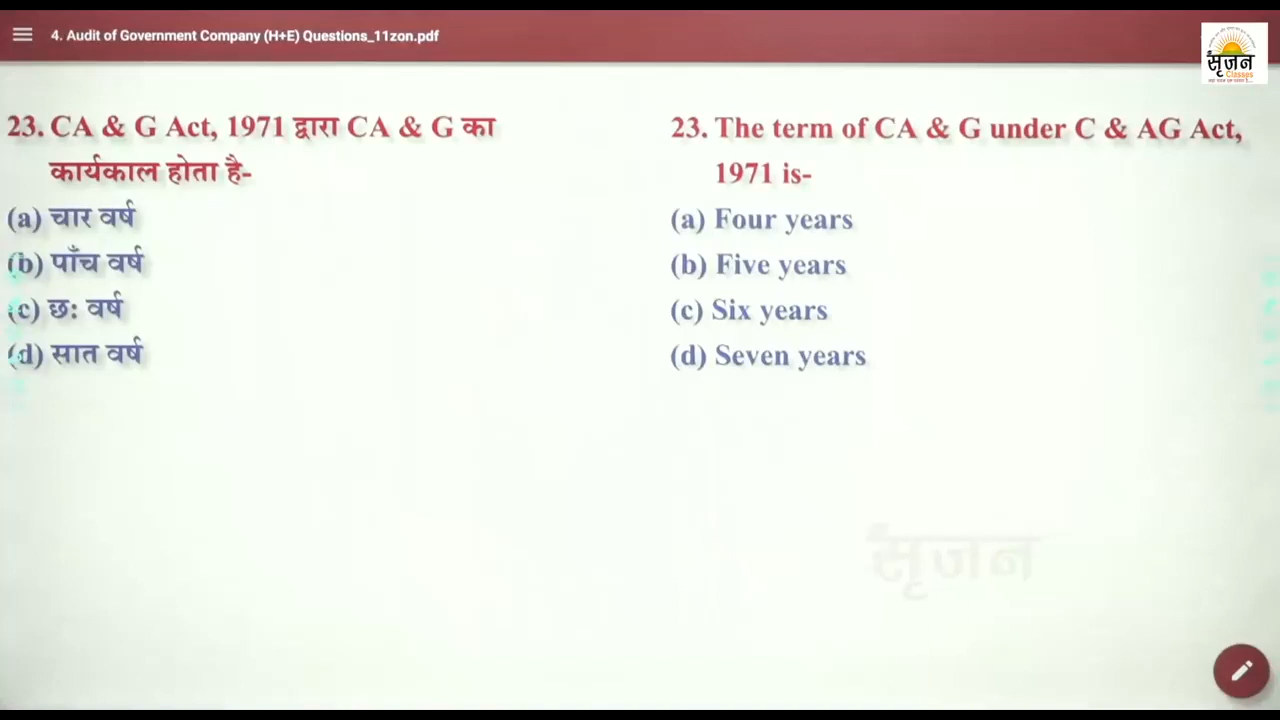 4. Audit of Government Company (H+E) Questions_11zon.pdf
सृजन
Classes
23. CA & G Act, 1971 द्वारा CA & G का
कार्यकाल होता है-
(a) चार वर्ष
(b) पाँच वर्ष
(c) छः वर्ष
(d) सात वर्ष
23. The term of CA & G under C & AG Act,
1971 is-
(a) Four years
(b) Five years
(c) Six years
(d) Seven years
सृजन